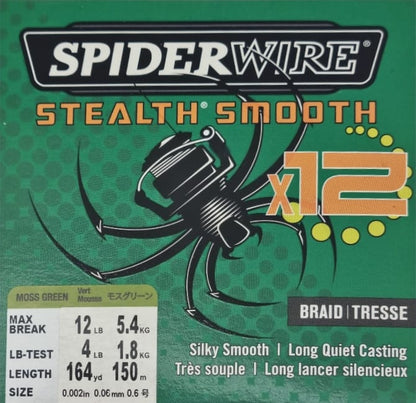 SPIDERWIRE®
STEALTH® SMOOTH
x12
BRAID | TRESSE
Silky Smooth | Long Quiet Casting
Très souple | Long lancer silencieux
MOSS GREEN Vert Mousse モスグリーン
MAX BREAK 12 LB 5.4 KG
LB-TEST 4 LB 1.8 KG
LENGTH 164 yd 150 m
SIZE 0.002in 0.06mm 0.6号